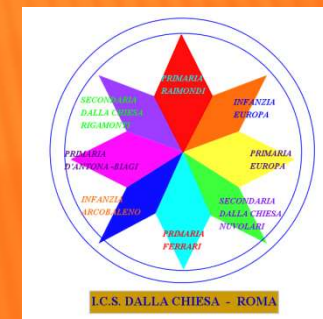 PRIMARIA
RAIMONDI
SECONDARIA
DALLA CHIESA
RIGAMONTI
INFANZIA
EUROPA
PRIMARIA
D'ANTONA-BIAGI
PRIMARIA
EUROPA
INFANZIA
ARCOBALENO
SECONDARIA
DALLA CHIESA
NUVOLARI
PRIMARIA
FERRARI
I.C.S. DALLA CHIESA - ROMA